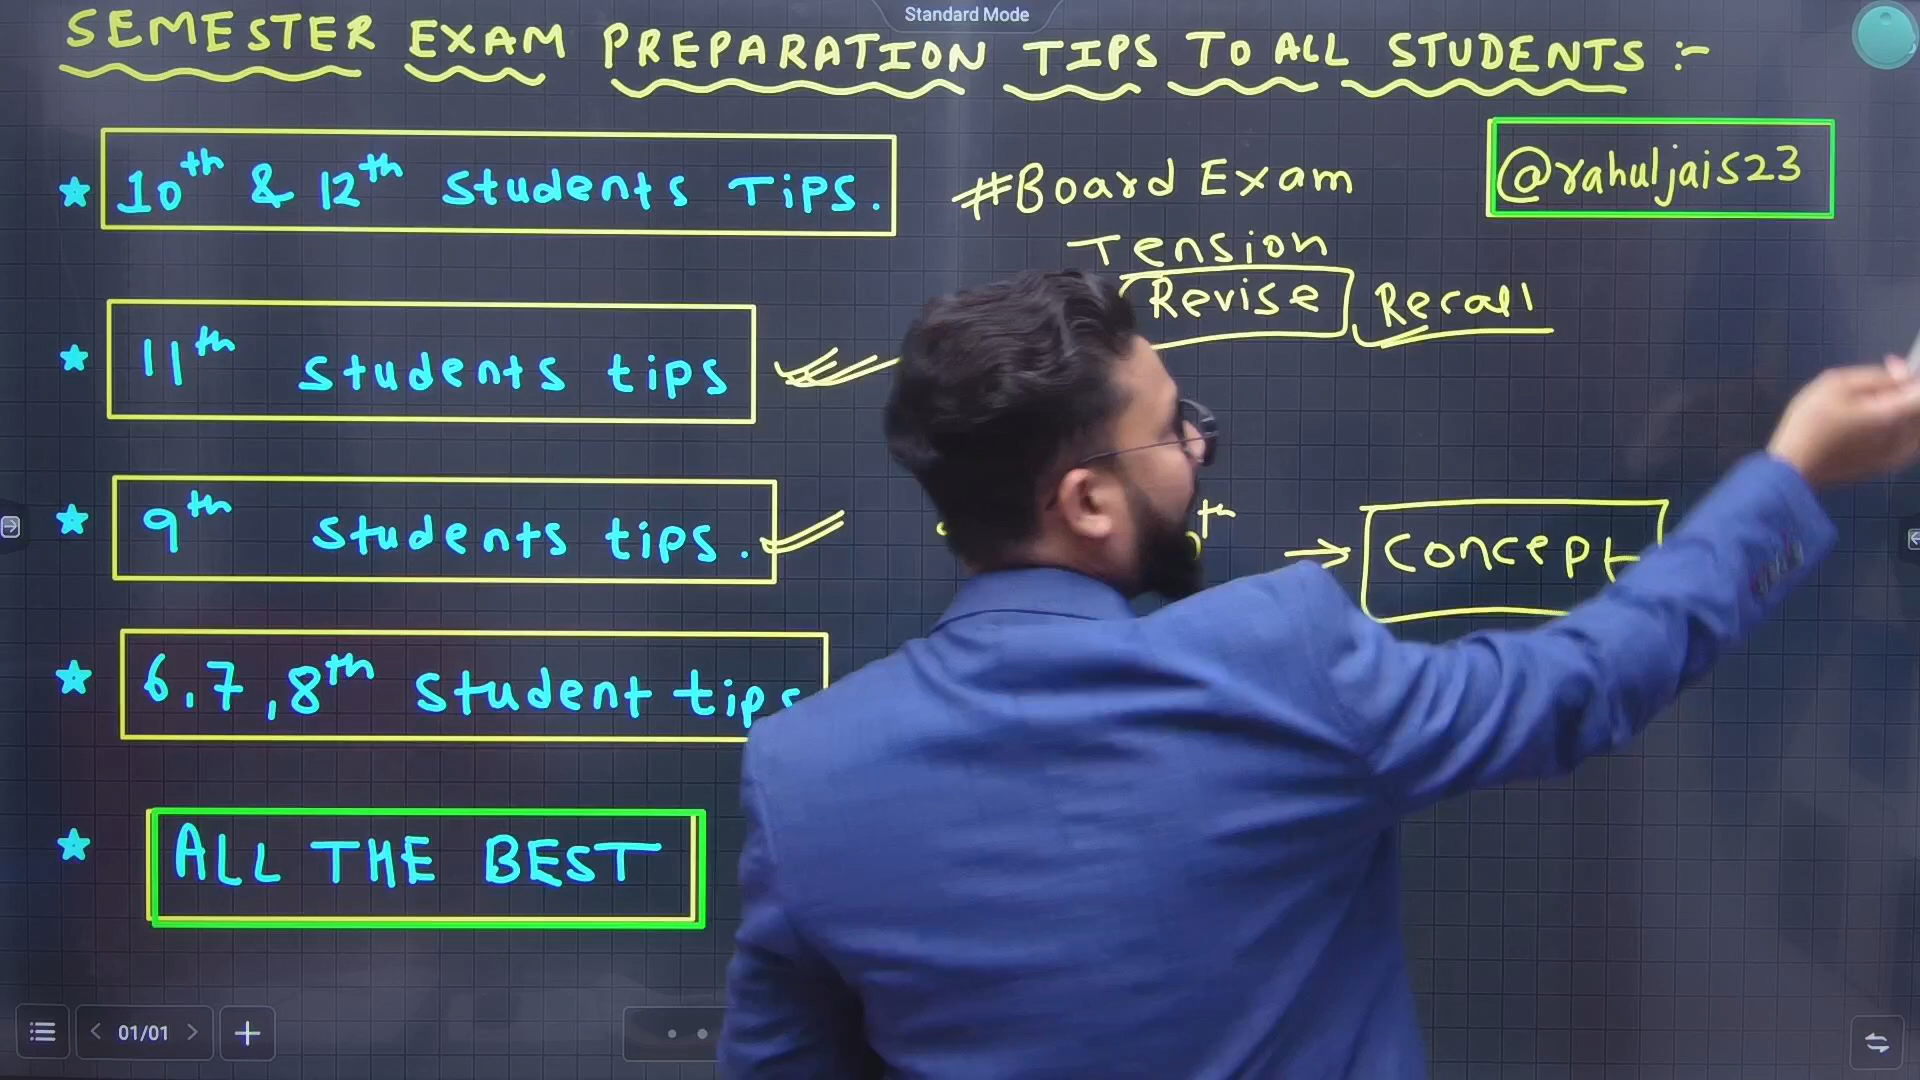 Standard Mode
SEMESTER EXAM PREPARATION TIPS TO ALL STUDENTS :-
10th & 12th Students Tips.
#Board Exam
@rahuljais23
Tension
Revise Recall
11th students tips
9th students tips.
th
→ Concept
6,7,8th student tips
ALL THE BEST
01/01